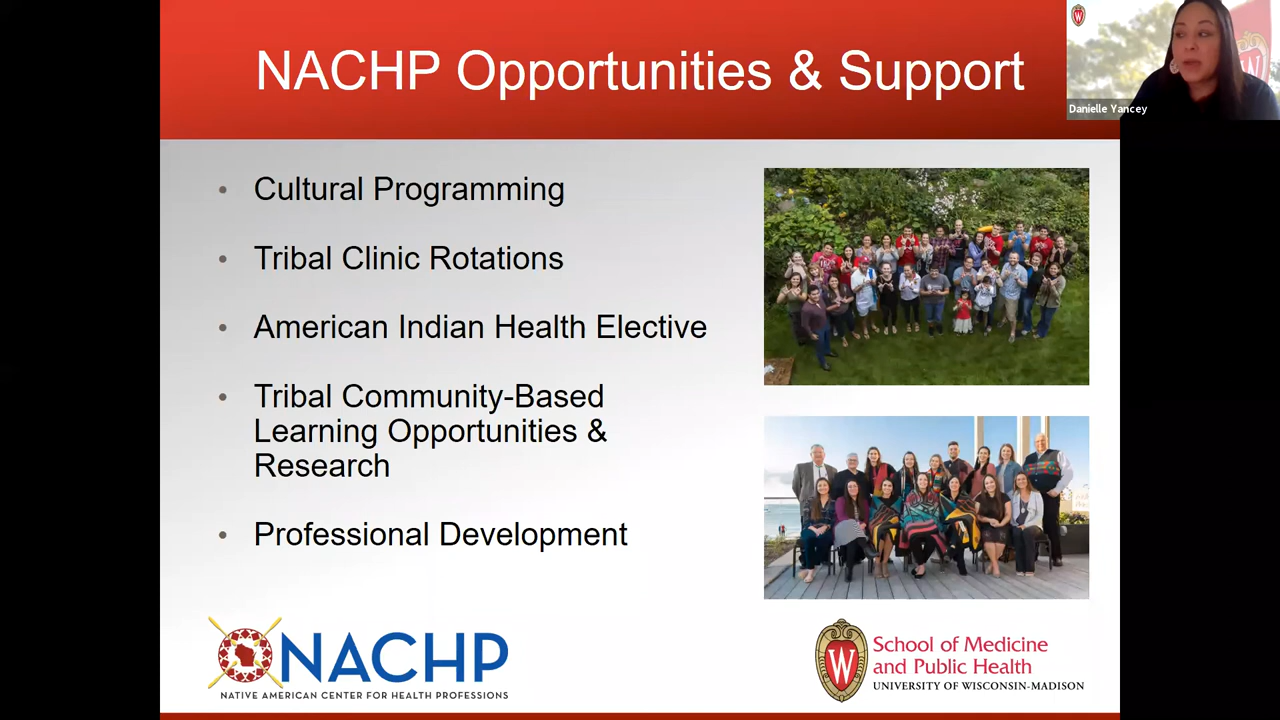 NACHP Opportunities & Support
W
W
Danielle Yancey
• Cultural Programming
• Tribal Clinic Rotations
• American Indian Health Elective
• Tribal Community-Based
Learning Opportunities &
Research
• Professional Development
NACHP
NATIVE AMERICAN CENTER FOR HEALTH PROFESSIONS
W
School of Medicine
and Public Health
UNIVERSITY OF WISCONSIN-MADISON